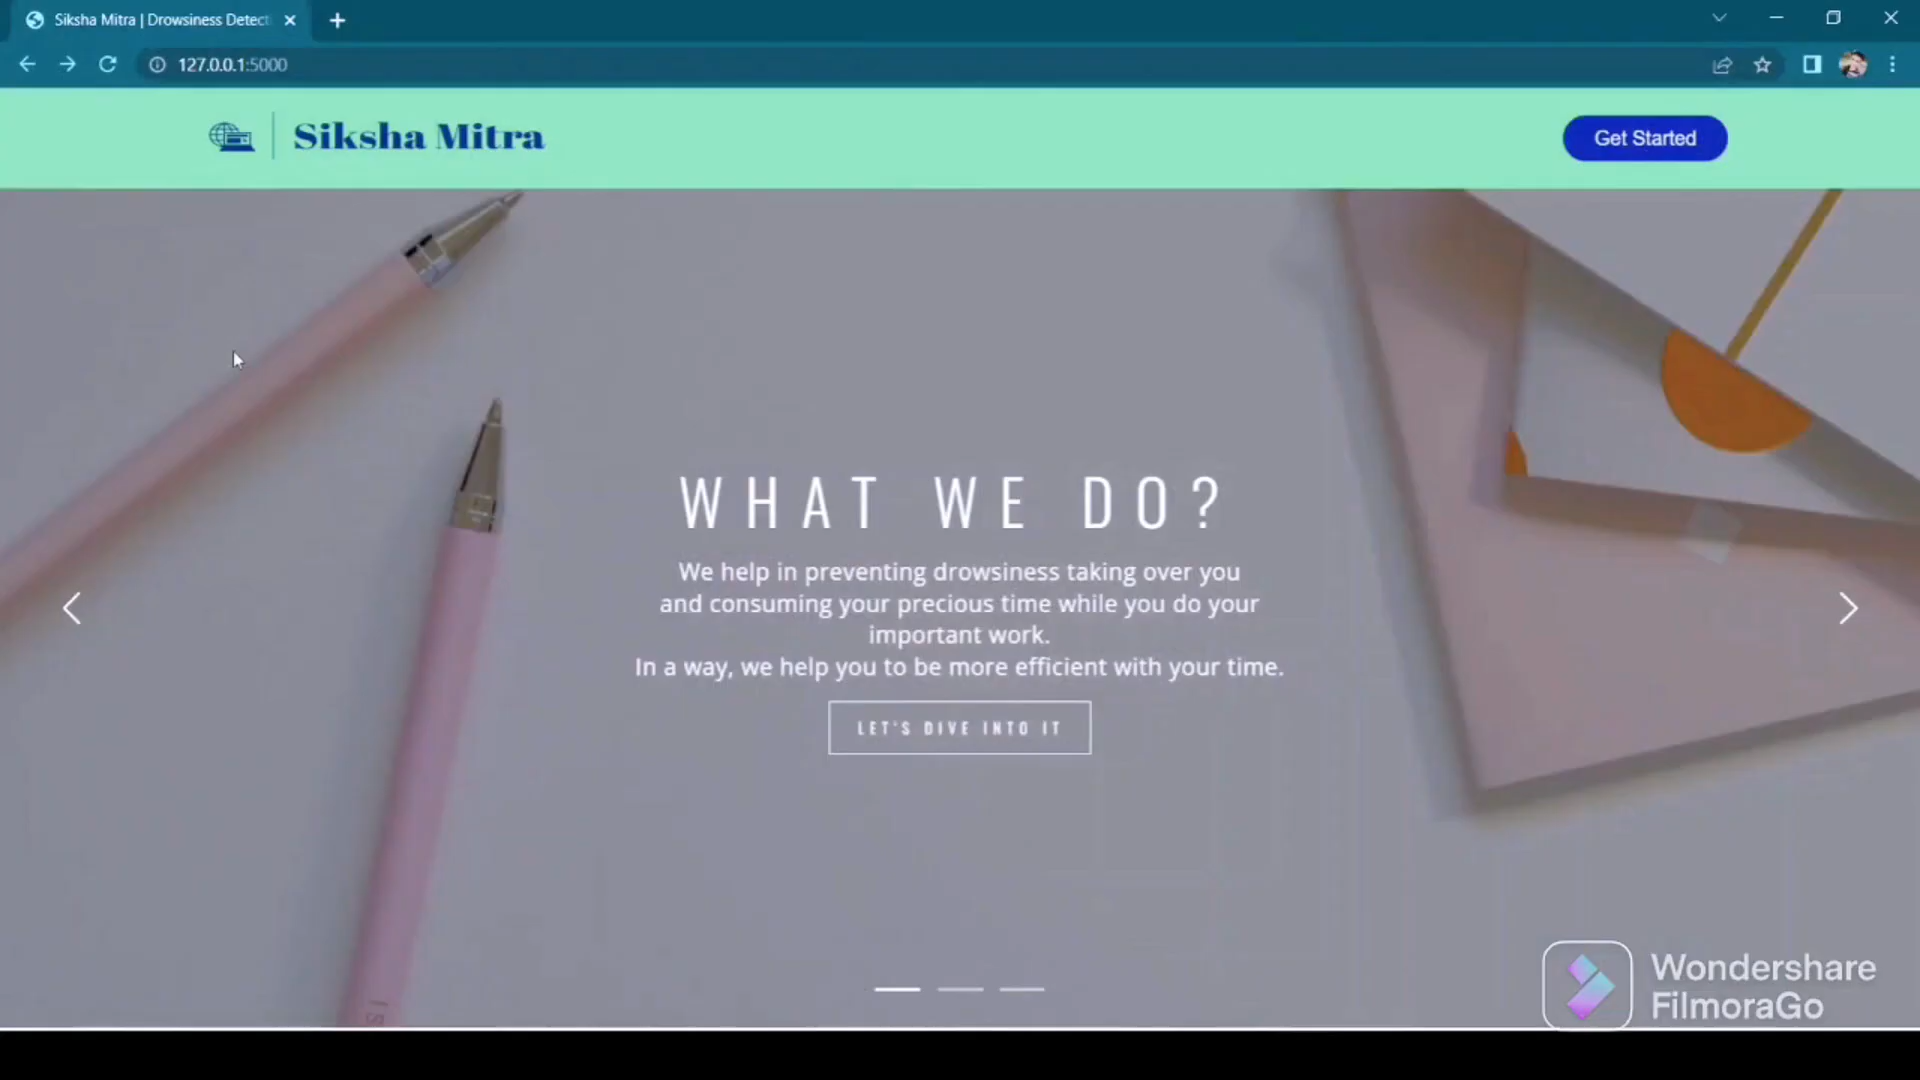 Siksha Mitra | Drowsiness Detect
127.0.0.1:5000
Siksha Mitra
Get Started
WHAT WE DO?
We help in preventing drowsiness taking over you
and consuming your precious time while you do your
important work.
In a way, we help you to be more efficient with your time.
LET'S DIVE INTO IT
Wondershare
FilmoraGo